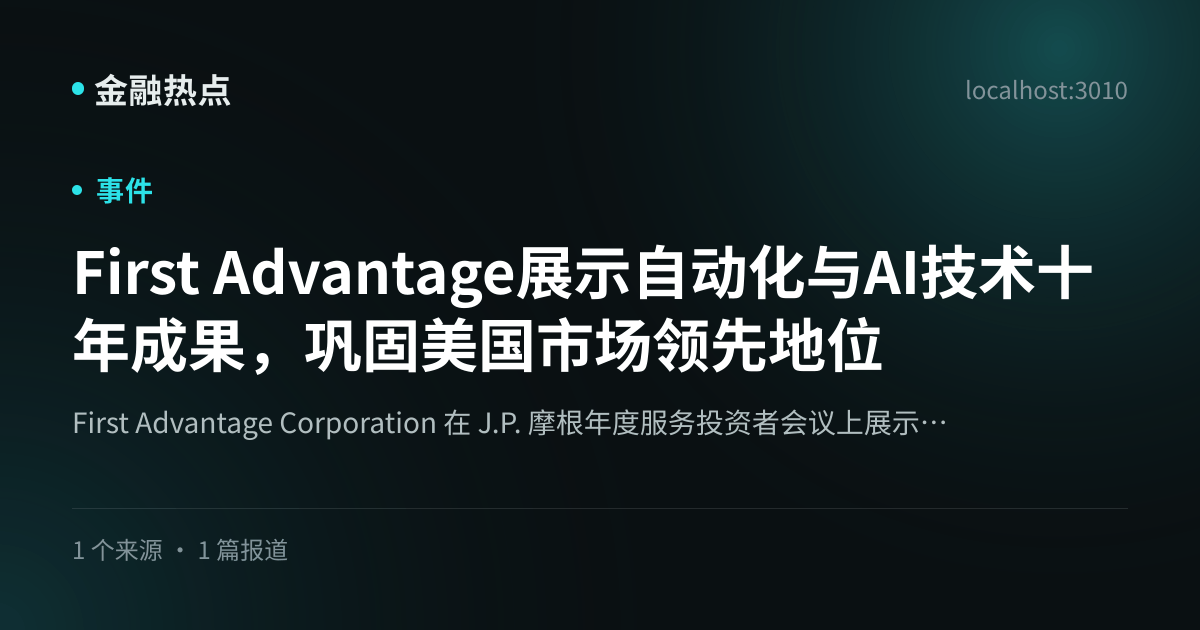 金融热点
localhost:3010
事件
First Advantage展示自动化与AI技术十
年成果，巩固美国市场领先地位
First Advantage Corporation 在 J.P. 摩根年度服务投资者会议上展示…
1 个来源 · 1 篇报道